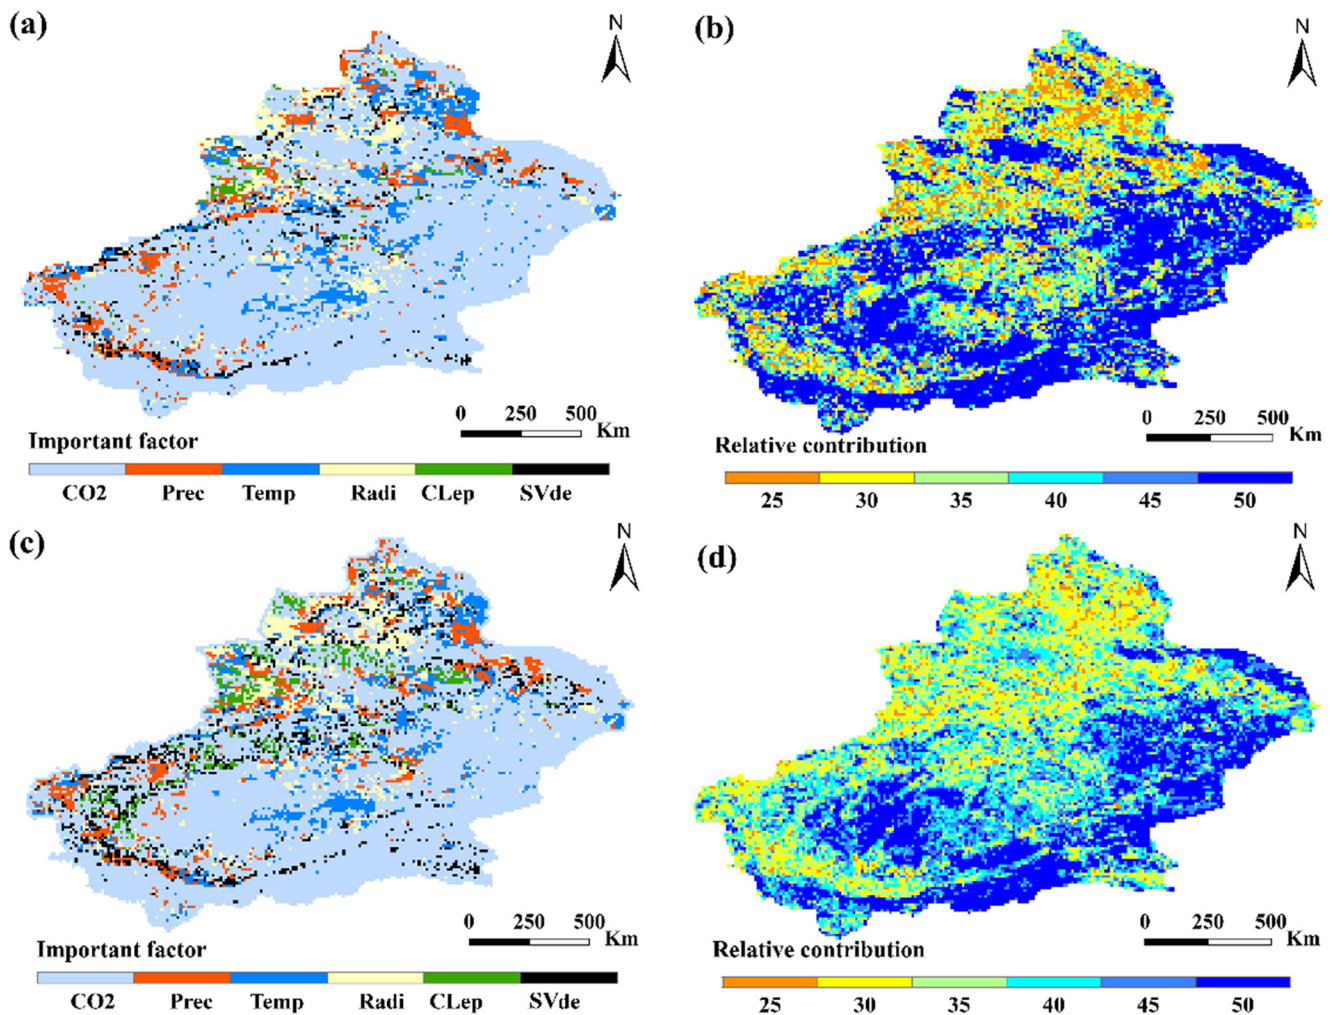 (a)
N
0 250 500
Km
Important factor
CO2 Prec Temp Radi CLep SVde
(b)
N
0 250 500
Km
Relative contribution
25 30 35 40 45 50
(c)
N
0 250 500
Km
Important factor
CO2 Prec Temp Radi CLep SVde
(d)
N
0 250 500
Km
Relative contribution
25 30 35 40 45 50